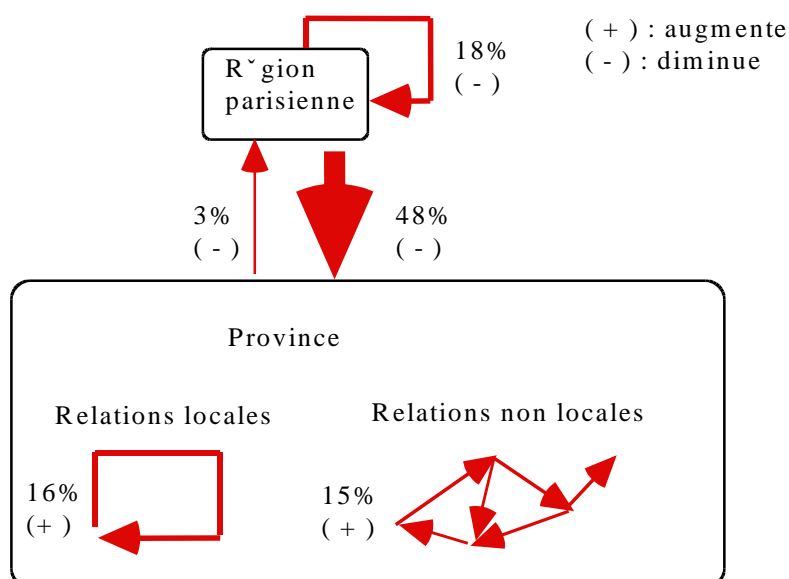 Rˇgion
parisienne
18%
( - )
( + ) : augmente
( - ) : diminue
3%
( - )
48%
( - )
Province
Relations locales
Relations non locales
16%
(+ )
15%
( + )